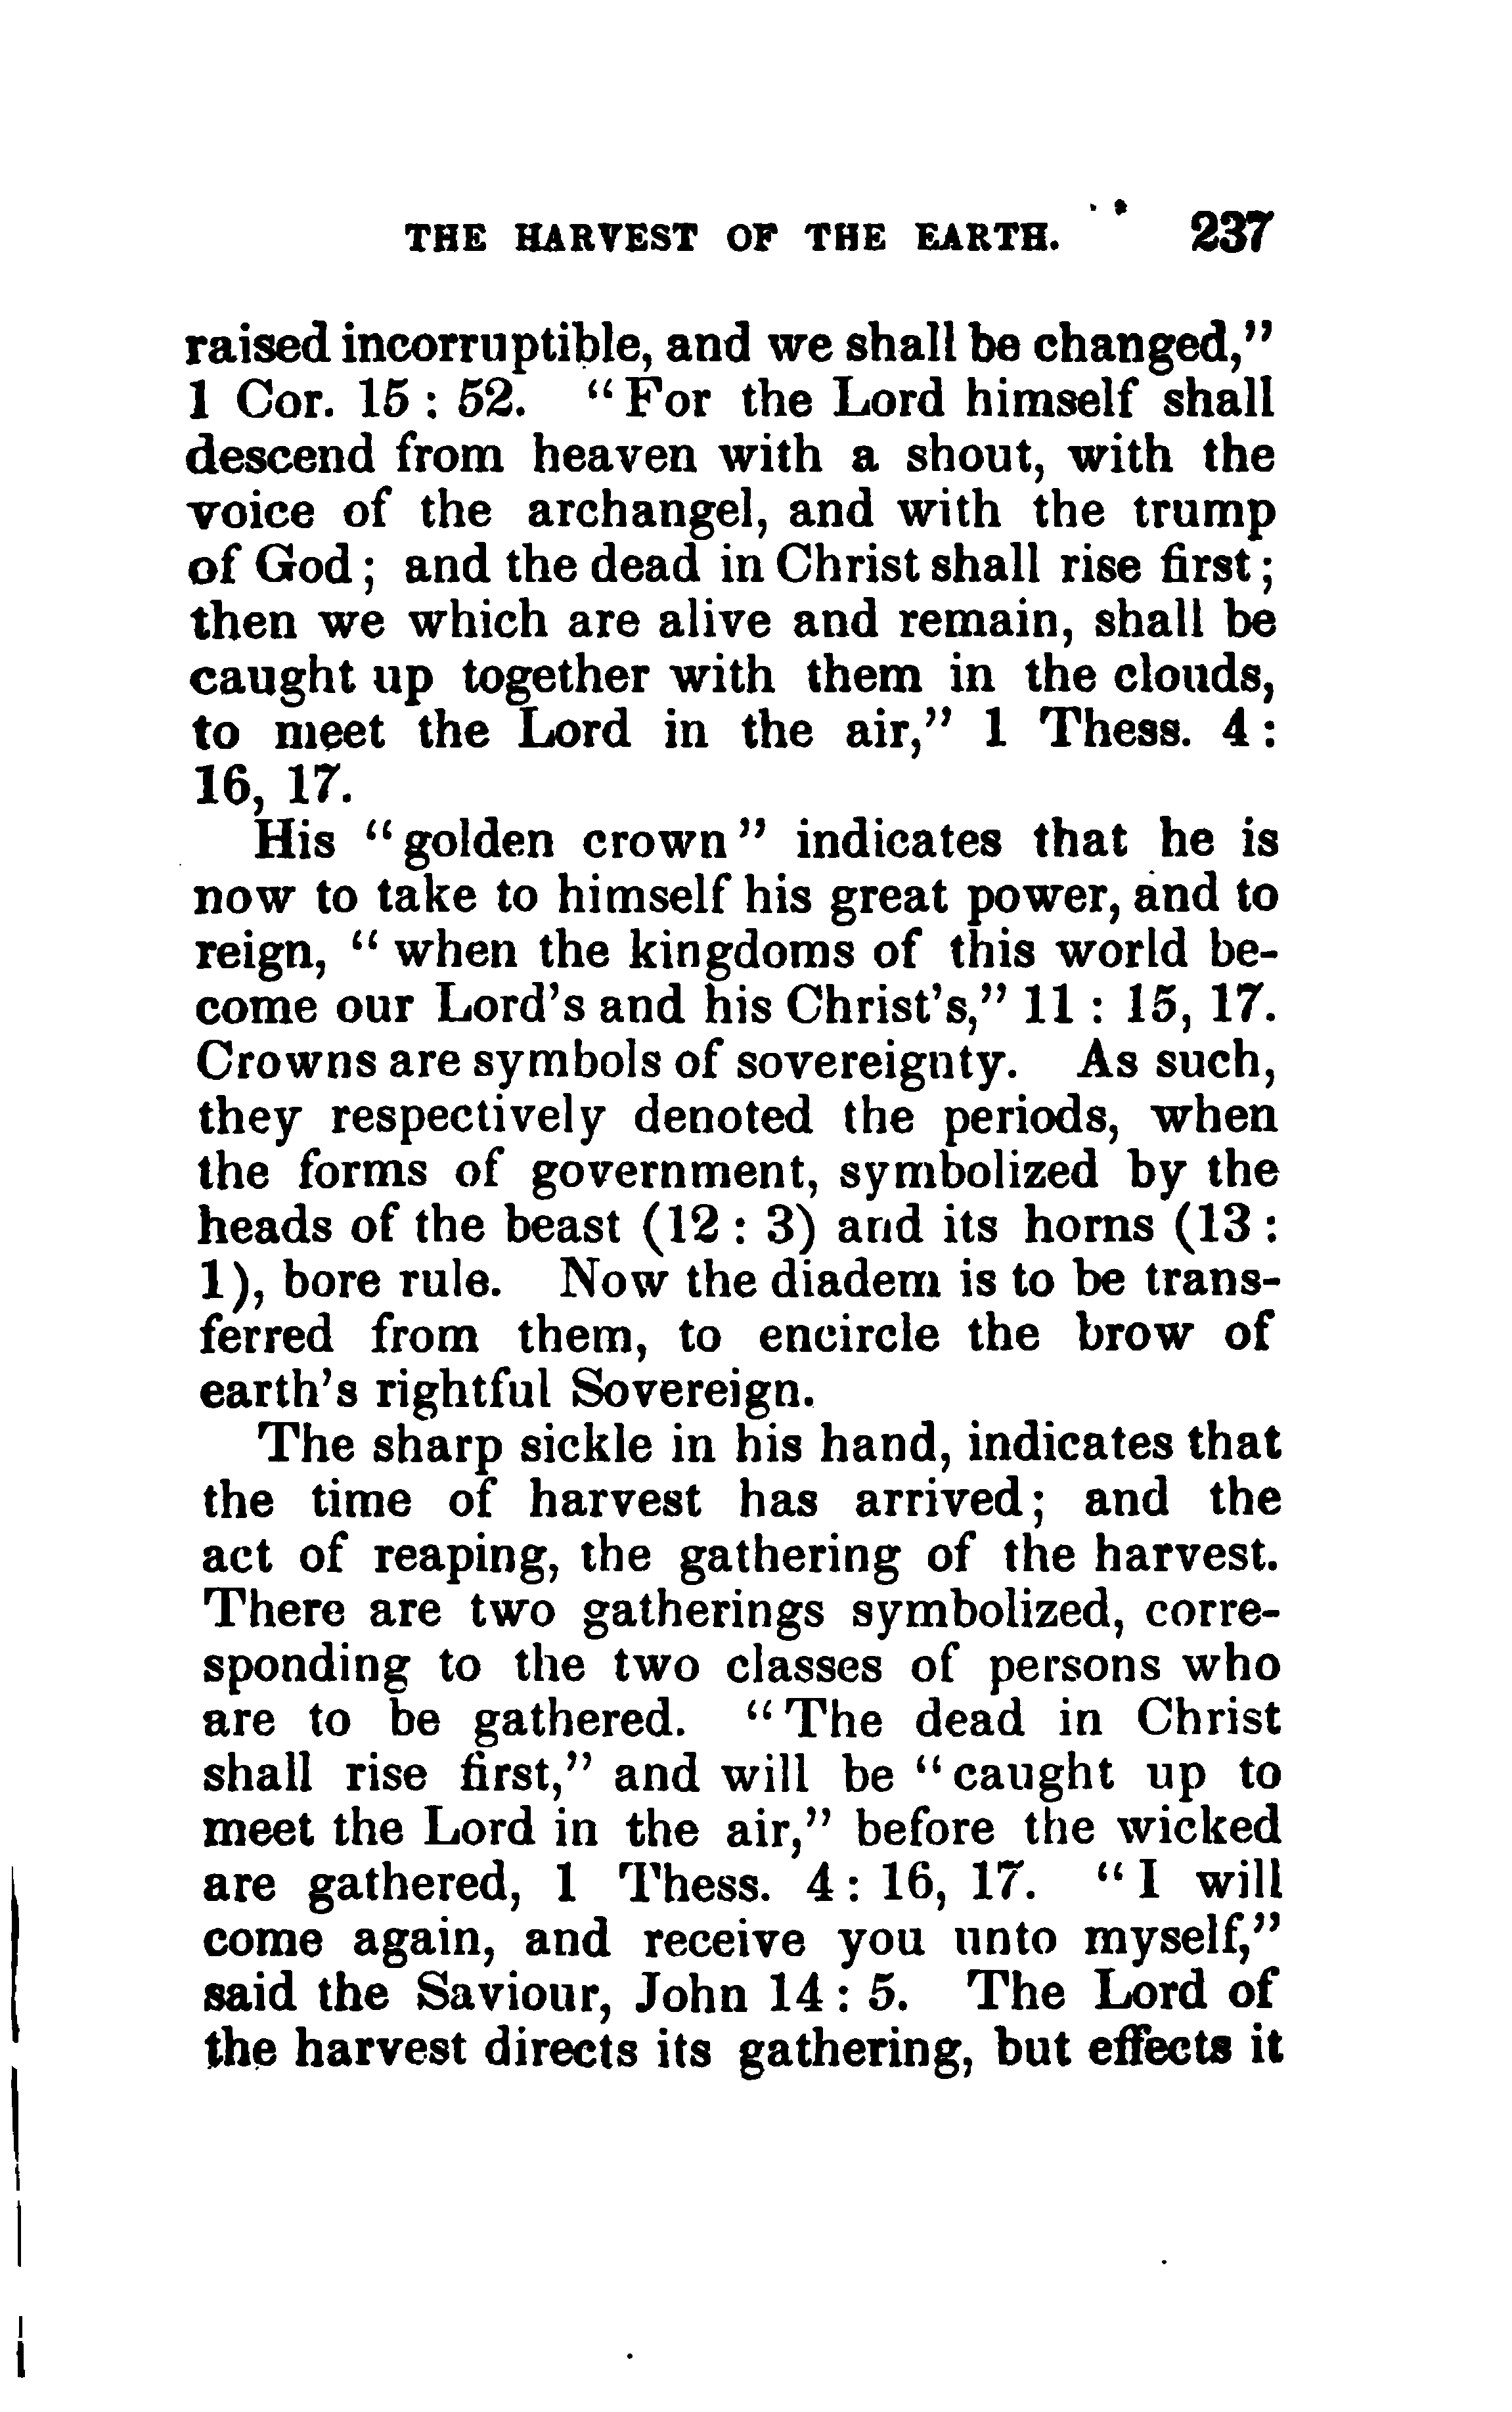 THE HARVEST OF THE EARTH. 237
raised incorruptible, and we shall be changed,”
1 Cor. 15 : 52. “For the Lord himself shall
descend from heaven with a shout, with the
voice of the archangel, and with the trump
of God; and the dead in Christ shall rise first;
then we which are alive and remain, shall be
caught up together with them in the clouds,
to meet the Lord in the air,” 1 Thess. 4 :
16, 17.
His “golden crown” indicates that he is
now to take to himself his great power, and to
reign, “ when the kingdoms of this world be-
come our Lord's and his Christ's,” 11 : 15, 17.
Crowns are symbols of sovereignty. As such,
they respectively denoted the periods, when
the forms of government, symbolized by the
heads of the beast (12 : 3) and its horns (13 :
1), bore rule. Now the diadem is to be trans-
ferred from them, to encircle the brow of
earth's rightful Sovereign.
The sharp sickle in his hand, indicates that
the time of harvest has arrived; and the
act of reaping, the gathering of the harvest.
There are two gatherings symbolized, corre-
sponding to the two classes of persons who
are to be gathered. “The dead in Christ
shall rise first,” and will be “caught up to
meet the Lord in the air,” before the wicked
are gathered, 1 Thess. 4 : 16, 17. “I will
come again, and receive you unto myself,”
said the Saviour, John 14 : 5. The Lord of
the harvest directs its gathering, but effects it